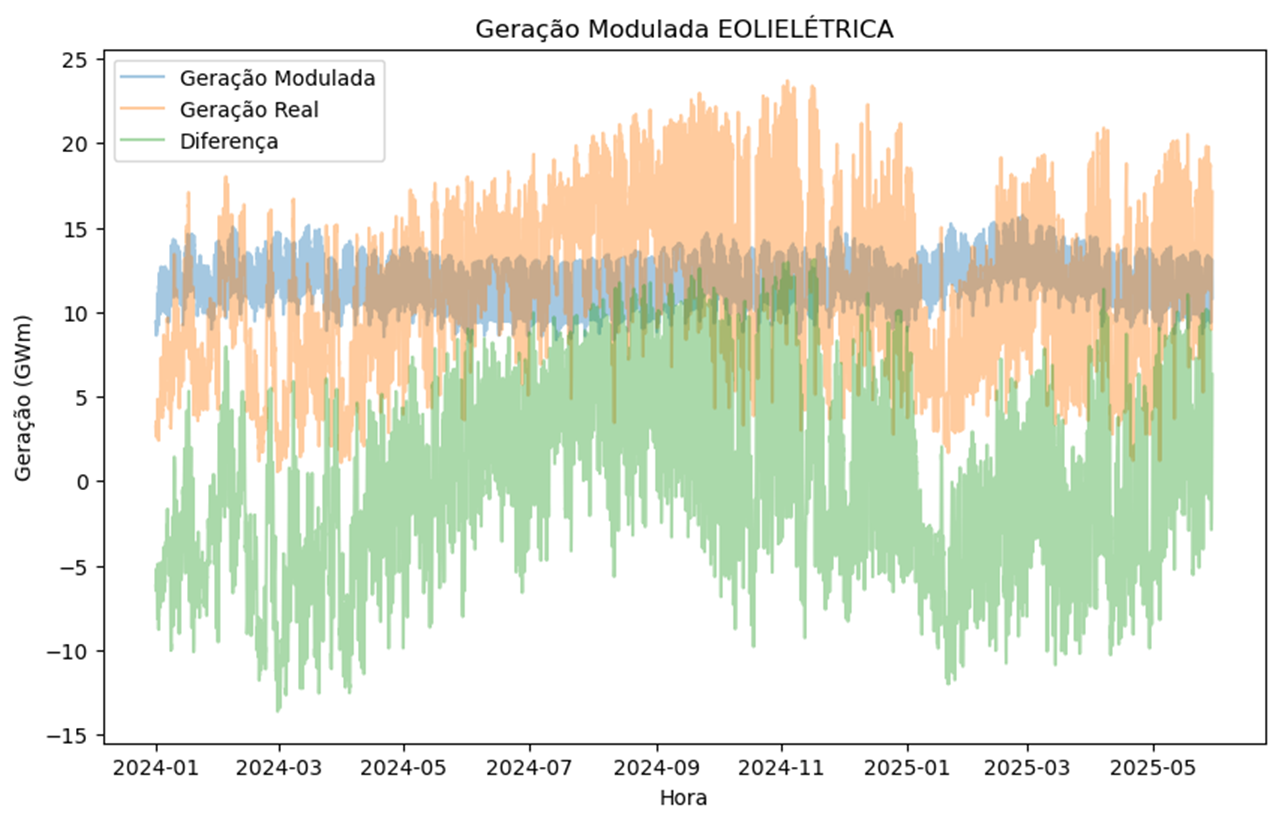 Geração Modulada EOLIELÉTRICA
Geração Modulada
Geração Real
Diferença
Geração (GWm)
25
20
15
10
5
0
−5
−10
−15
2024-01 2024-03 2024-05 2024-07 2024-09 2024-11 2025-01 2025-03 2025-05
Hora